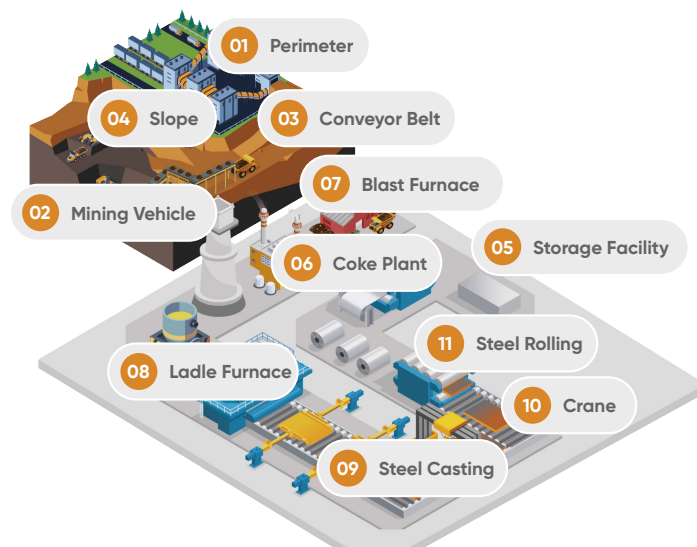 01 Perimeter
04 Slope
03 Conveyor Belt
07 Blast Furnace
02 Mining Vehicle
05 Storage Facility
06 Coke Plant
11 Steel Rolling
08 Ladle Furnace
10 Crane
09 Steel Casting